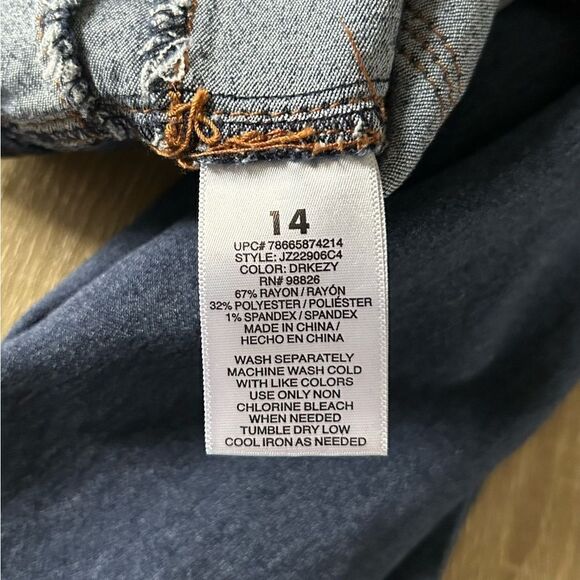 14
UPC# 78665874214
STYLE: JZ22906C4
COLOR: DRKEZY
RN# 98826
67% RAYON / RAYÓN
32% POLYESTER / POLIÉSTER
1% SPANDEX / SPANDEX
MADE IN CHINA /
HECHO EN CHINA
WASH SEPARATELY
MACHINE WASH COLD
WITH LIKE COLORS
USE ONLY NON
CHLORINE BLEACH
WHEN NEEDED
TUMBLE DRY LOW
COOL IRON AS NEEDED